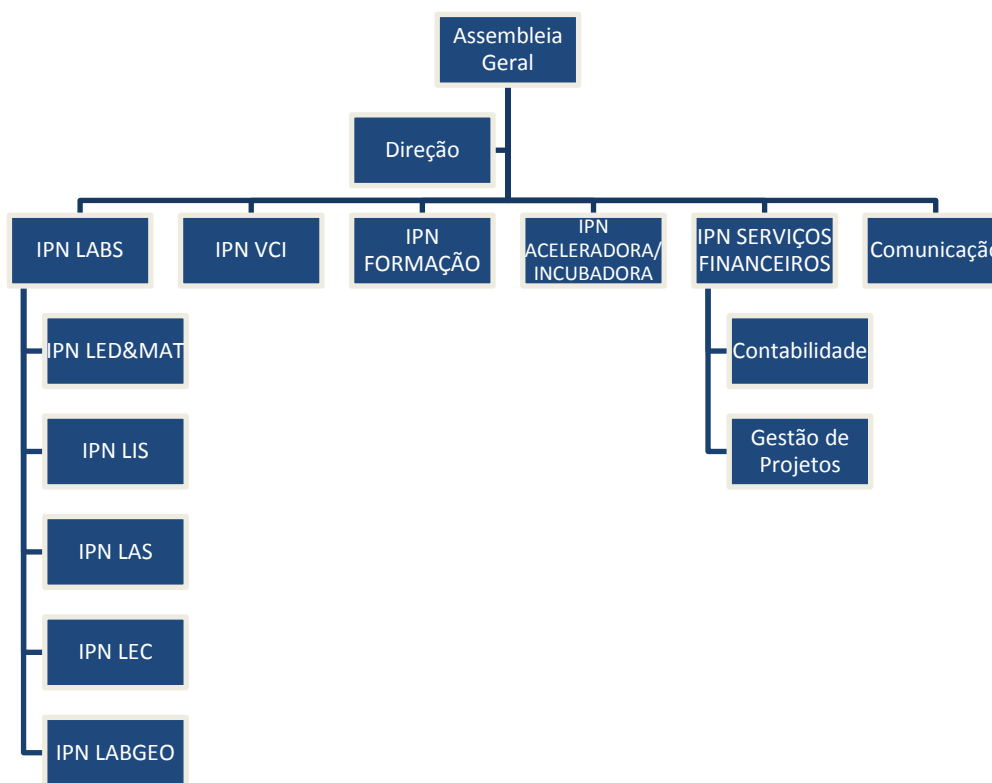 Assembleia
Geral
Direção
IPN LABS
IPN VCI
IPN
FORMAÇÃO
IPN
ACELERADORA/
INCUBADORA
IPN SERVIÇOS
FINANCEIROS
Comunicação
IPN LED&MAT
IPN LIS
IPN LAS
IPN LEC
IPN LABGEO
Contabilidade
Gestão de
Projetos